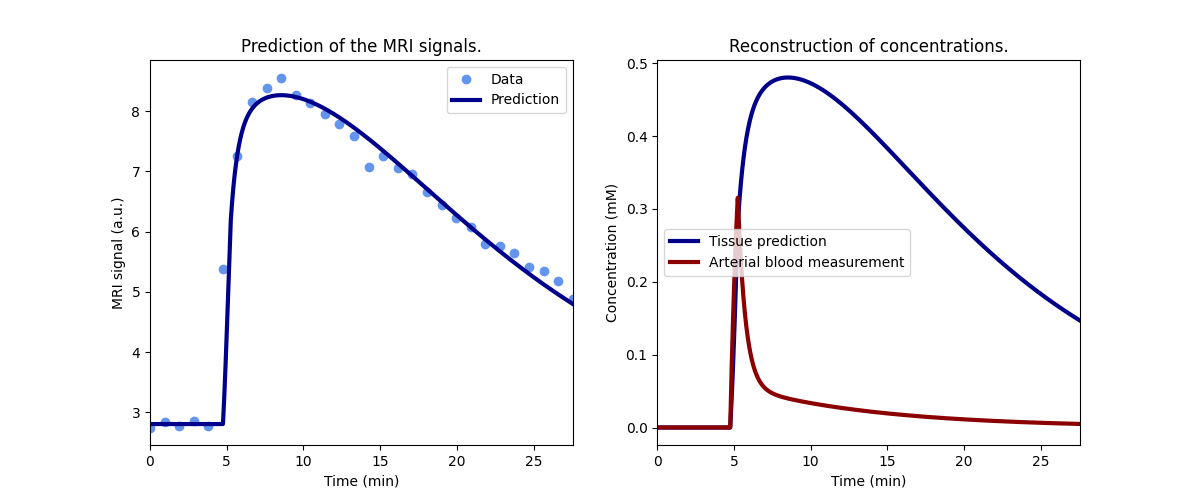 Prediction of the MRI signals.
MRI signal (a.u.)
8
7
6
5
4
3
Data
Prediction
0 5 10 15 20 25
Time (min)
Reconstruction of concentrations.
Concentration (mM)
0.5
0.4
0.3
0.2
0.1
0.0
Tissue prediction
Arterial blood measurement
0 5 10 15 20 25
Time (min)